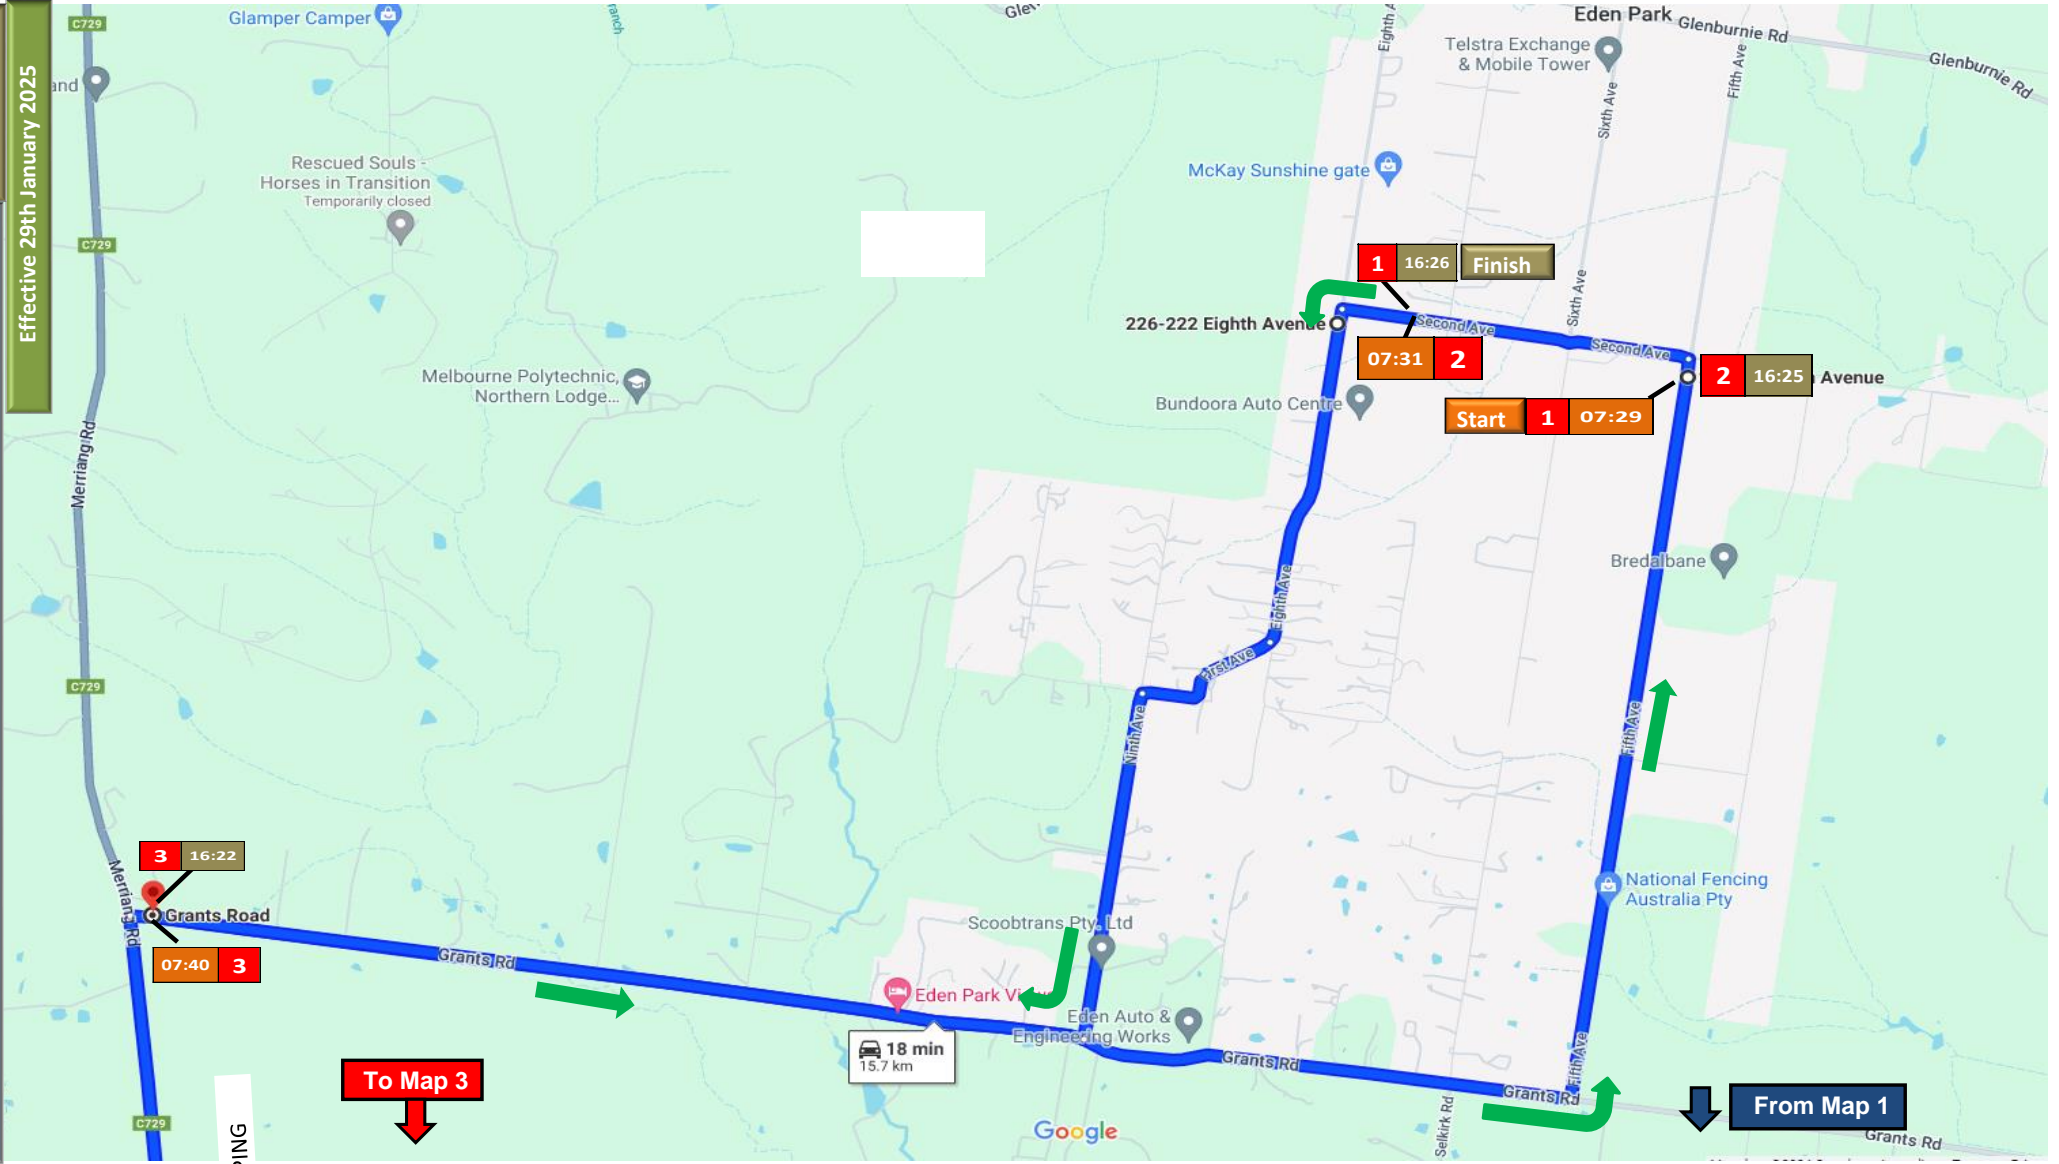 Effective 29th January 2025
C729
Glamper Camper
Eighth A
Eden Park
Glenburnie Rd
Glenburnie Rd
Telstra Exchange
& Mobile Tower
Fifth Ave
Sixth Ave
and
Rescued Souls -
Horses in Transition
Temporarily closed
McKay Sunshine gate
C729
1 16:26 Finish
Sixth Ave
226-222 Eighth Avenue
Second Ave
Second Ave
07:31 2
2 16:25 Avenue
Melbourne Polytechnic,
Northern Lodge...
Bundoora Auto Centre
Start 1 07:29
Merriang Rd
Bredalbane
Eighth Ave
First Ave
C729
Ninth Ave
Fifth Ave
3 16:22
Merriang Rd
Grants Road
07:40 3
Grants Rd
National Fencing
Australia Pty
Scoobtrans Pty. Ltd
Eden Park Views
Eden Auto &
Engineering Works
18 min
15.7 km
Grants Rd
Fifth Ave
Grants Rd
To Map 3
From Map 1
C729
PING
Google
Selkirk Rd
Grants Rd